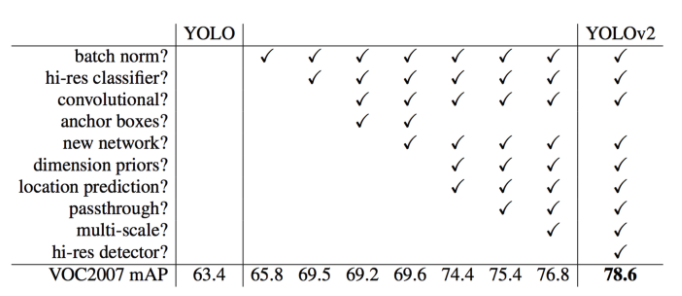 YOLO YOLOv2
batch norm? ✓ ✓ ✓ ✓ ✓ ✓ ✓ ✓
hi-res classifier? ✓ ✓ ✓ ✓ ✓ ✓ ✓
convolutional? ✓ ✓ ✓ ✓ ✓ ✓
anchor boxes? ✓ ✓
new network? ✓ ✓ ✓ ✓ ✓
dimension priors? ✓ ✓ ✓ ✓
location prediction? ✓ ✓ ✓ ✓
passthrough? ✓ ✓ ✓
multi-scale? ✓ ✓
hi-res detector? ✓
VOC2007 mAP 63.4 65.8 69.5 69.2 69.6 74.4 75.4 76.8 78.6